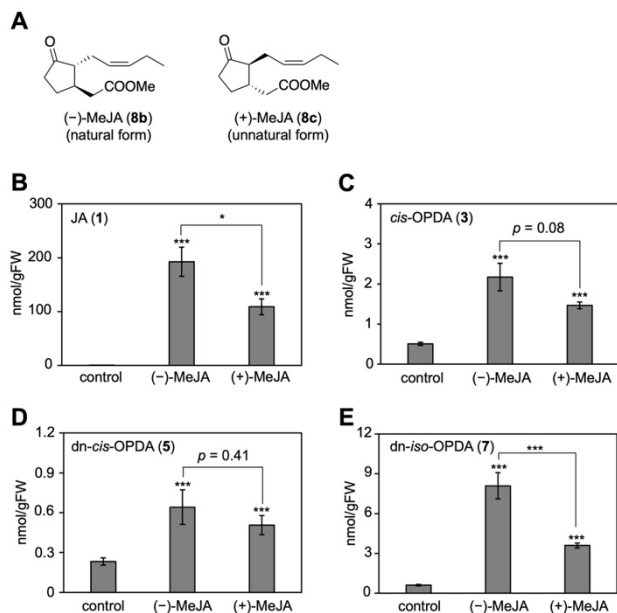 A
O
COOMe
(−)-MeJA (8b)
(natural form)
O
COOMe
(+)-MeJA (8c)
(unnatural form)
B
JA (1)
nmol/gFW
300
200
100
0
*
***
***
control
(−)-MeJA
(+)-MeJA
C
cis-OPDA (3)
nmol/gFW
4
3
2
1
0
p = 0.08
***
***
control
(−)-MeJA
(+)-MeJA
D
dn-cis-OPDA (5)
nmol/gFW
1.2
0.9
0.6
0.3
0
p = 0.41
***
***
control
(−)-MeJA
(+)-MeJA
E
dn-iso-OPDA (7)
nmol/gFW
12
9
6
3
0
***
***
***
control
(−)-MeJA
(+)-MeJA